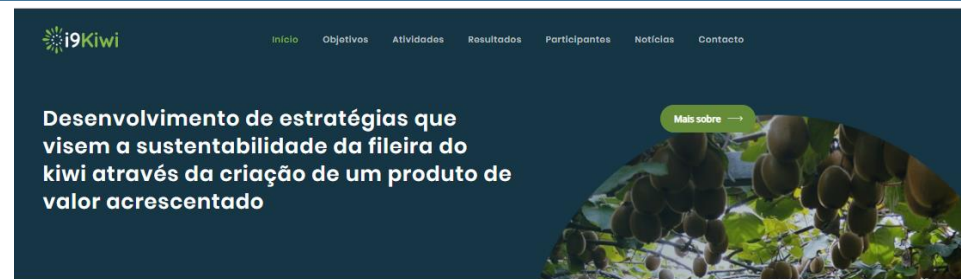 i9Kiwi
Início Objetivos Atividades Resultados Participantes Notícias Contacto
Desenvolvimento de estratégias que
visem a sustentabilidade da fileira do
kiwi através da criação de um produto de
valor acrescentado
Mais sobre →